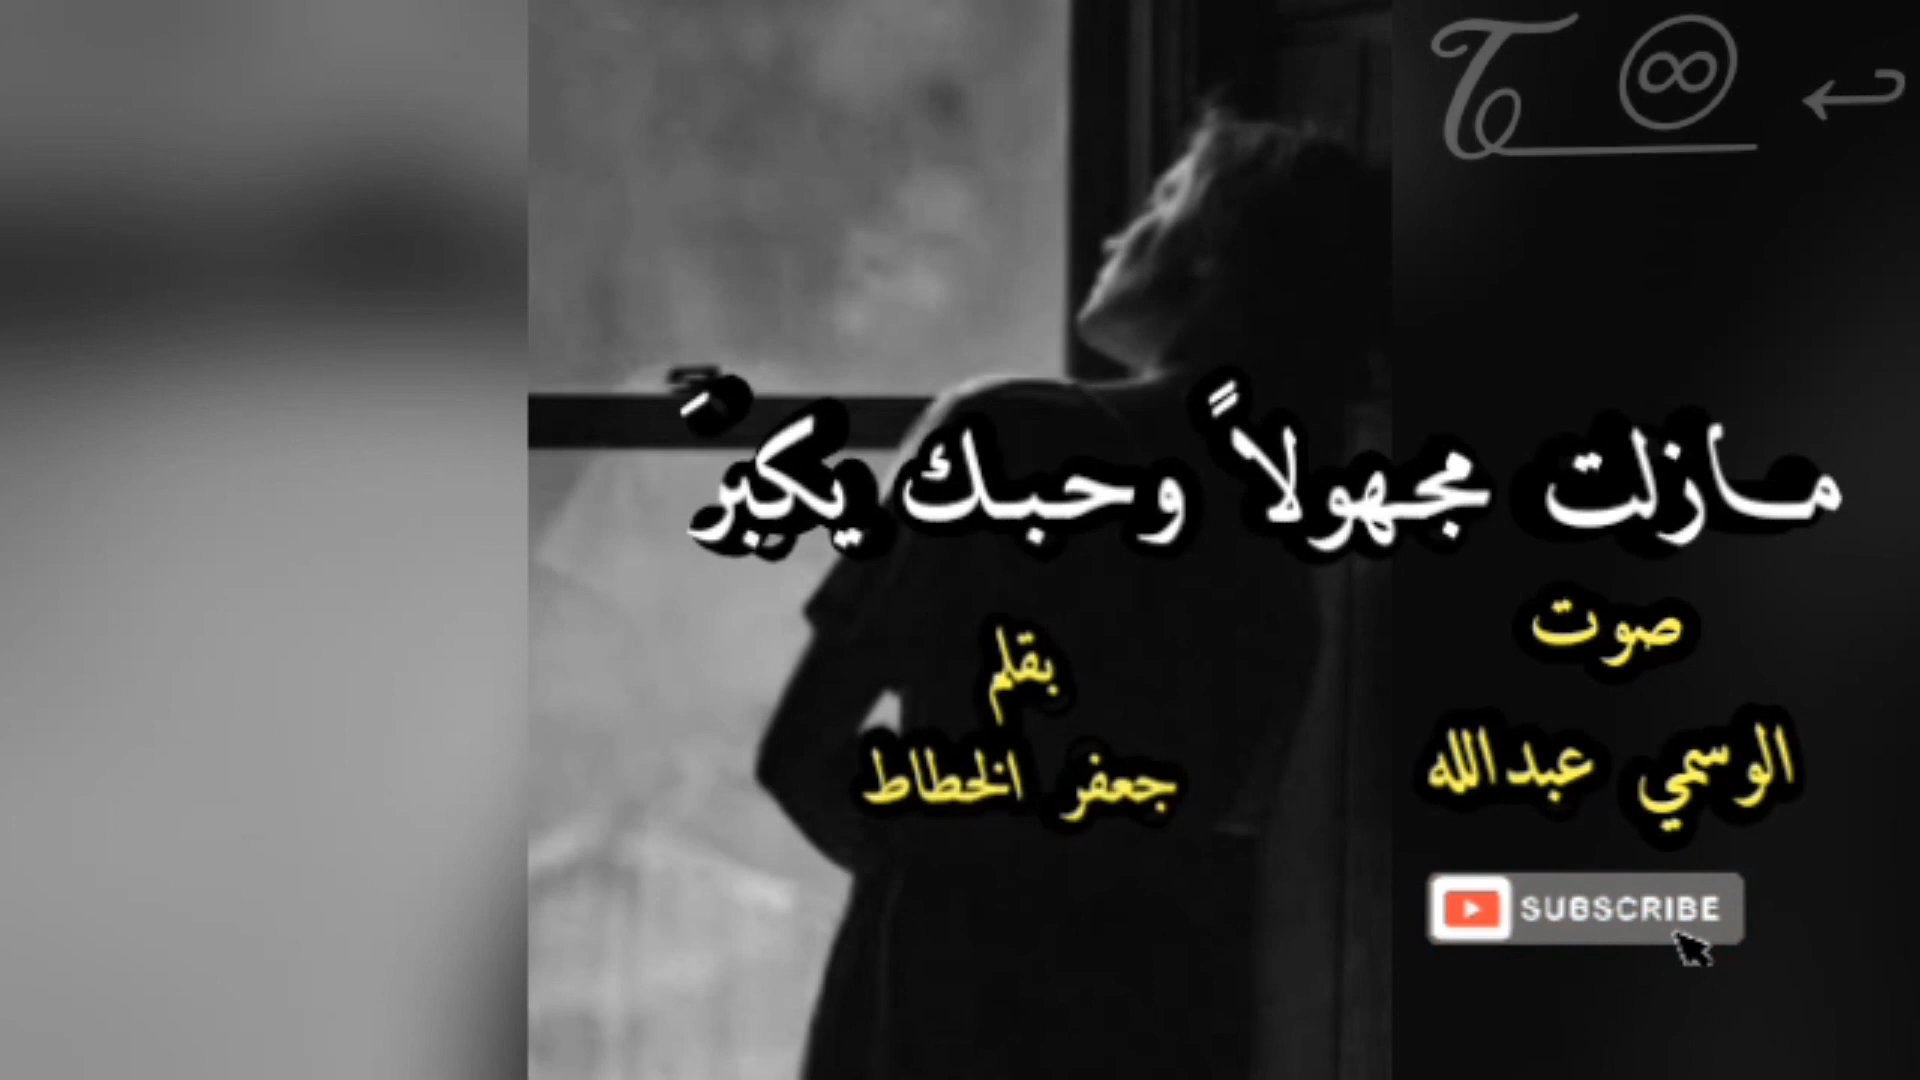 مازلت مجهولاً وحبك يكبرَ
صوت
الوسمي عبدالله
بقلم
جعفر الخطاط
SUBSCRIBE